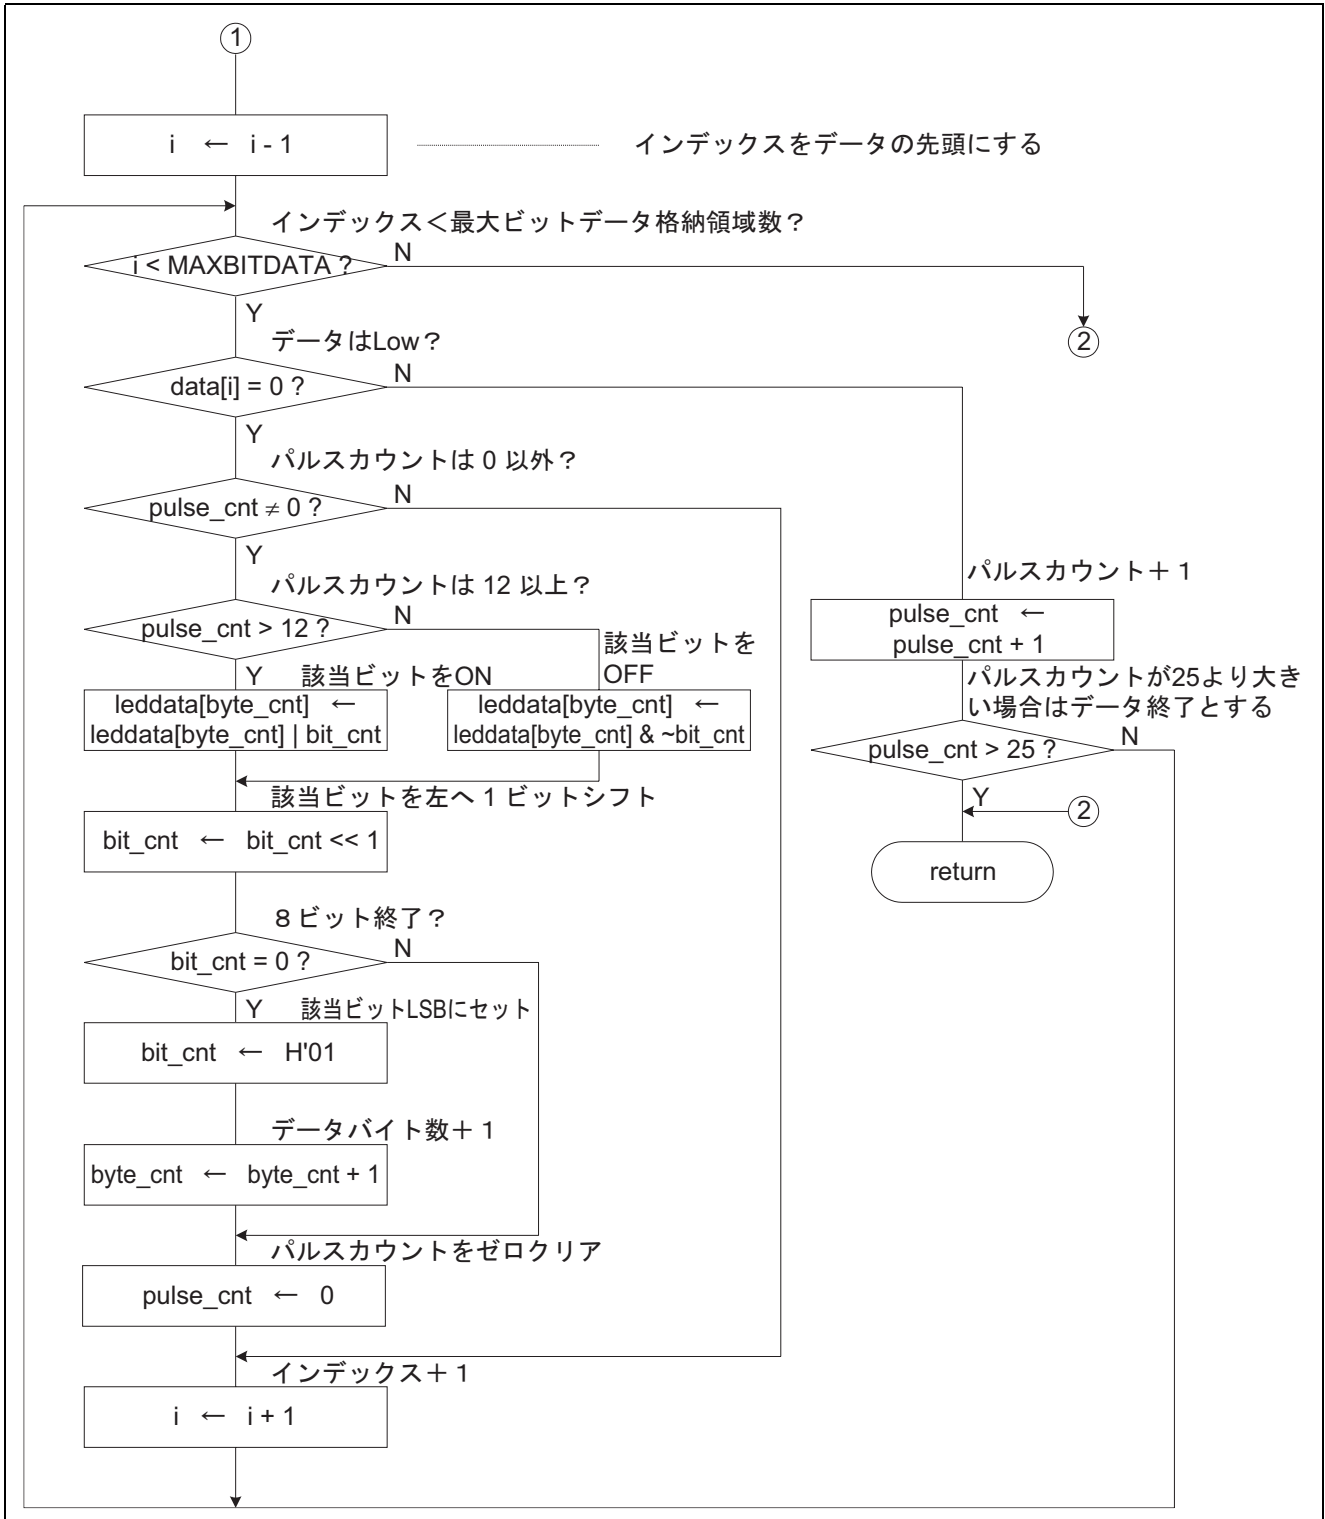 1
i ← i - 1
インデックスをデータの先頭にする
インデックス＜最大ビットデータ格納領域数？
i < MAXBITDATA ?
N
Y
2
データはLow？
data[i] = 0 ?
N
Y
パルスカウントは 0 以外？
pulse_cnt ≠ 0 ?
N
Y
パルスカウントは 12 以上？
pulse_cnt > 12 ?
N
Y
該当ビットをON
leddata[byte_cnt] ←
leddata[byte_cnt] | bit_cnt
該当ビットを
OFF
leddata[byte_cnt] ←
leddata[byte_cnt] & ~bit_cnt
パルスカウント＋１
pulse_cnt ←
pulse_cnt + 1
パルスカウントが25より大き
い場合はデータ終了とする
pulse_cnt > 25 ?
N
Y
2
return
該当ビットを左へ 1 ビットシフト
bit_cnt ← bit_cnt << 1
８ビット終了？
bit_cnt = 0 ?
N
Y
該当ビットLSBにセット
bit_cnt ← H'01
データバイト数＋１
byte_cnt ← byte_cnt + 1
パルスカウントをゼロクリア
pulse_cnt ← 0
インデックス＋１
i ← i + 1